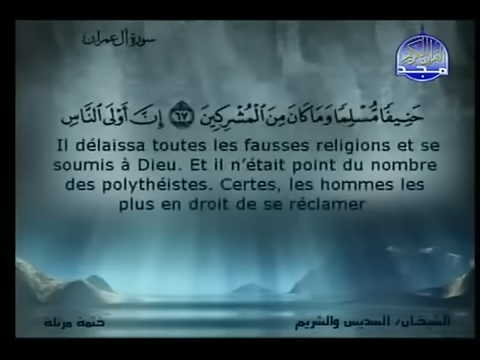 سورة آل عمران
المجد
حَنِيفًا مُّسْلِمًا وَمَا كَانَ مِنَ الْمُشْرِكِينَ ٦٧ إِنَّ أَوْلَى النَّاسِ
Il délaissa toutes les fausses religions et se
soumis à Dieu. Et il n'était point du nombre
des polythéistes. Certes, les hommes les
plus en droit de se réclamer
الشيخان/ السديس والشريم
ختمة مرتلة